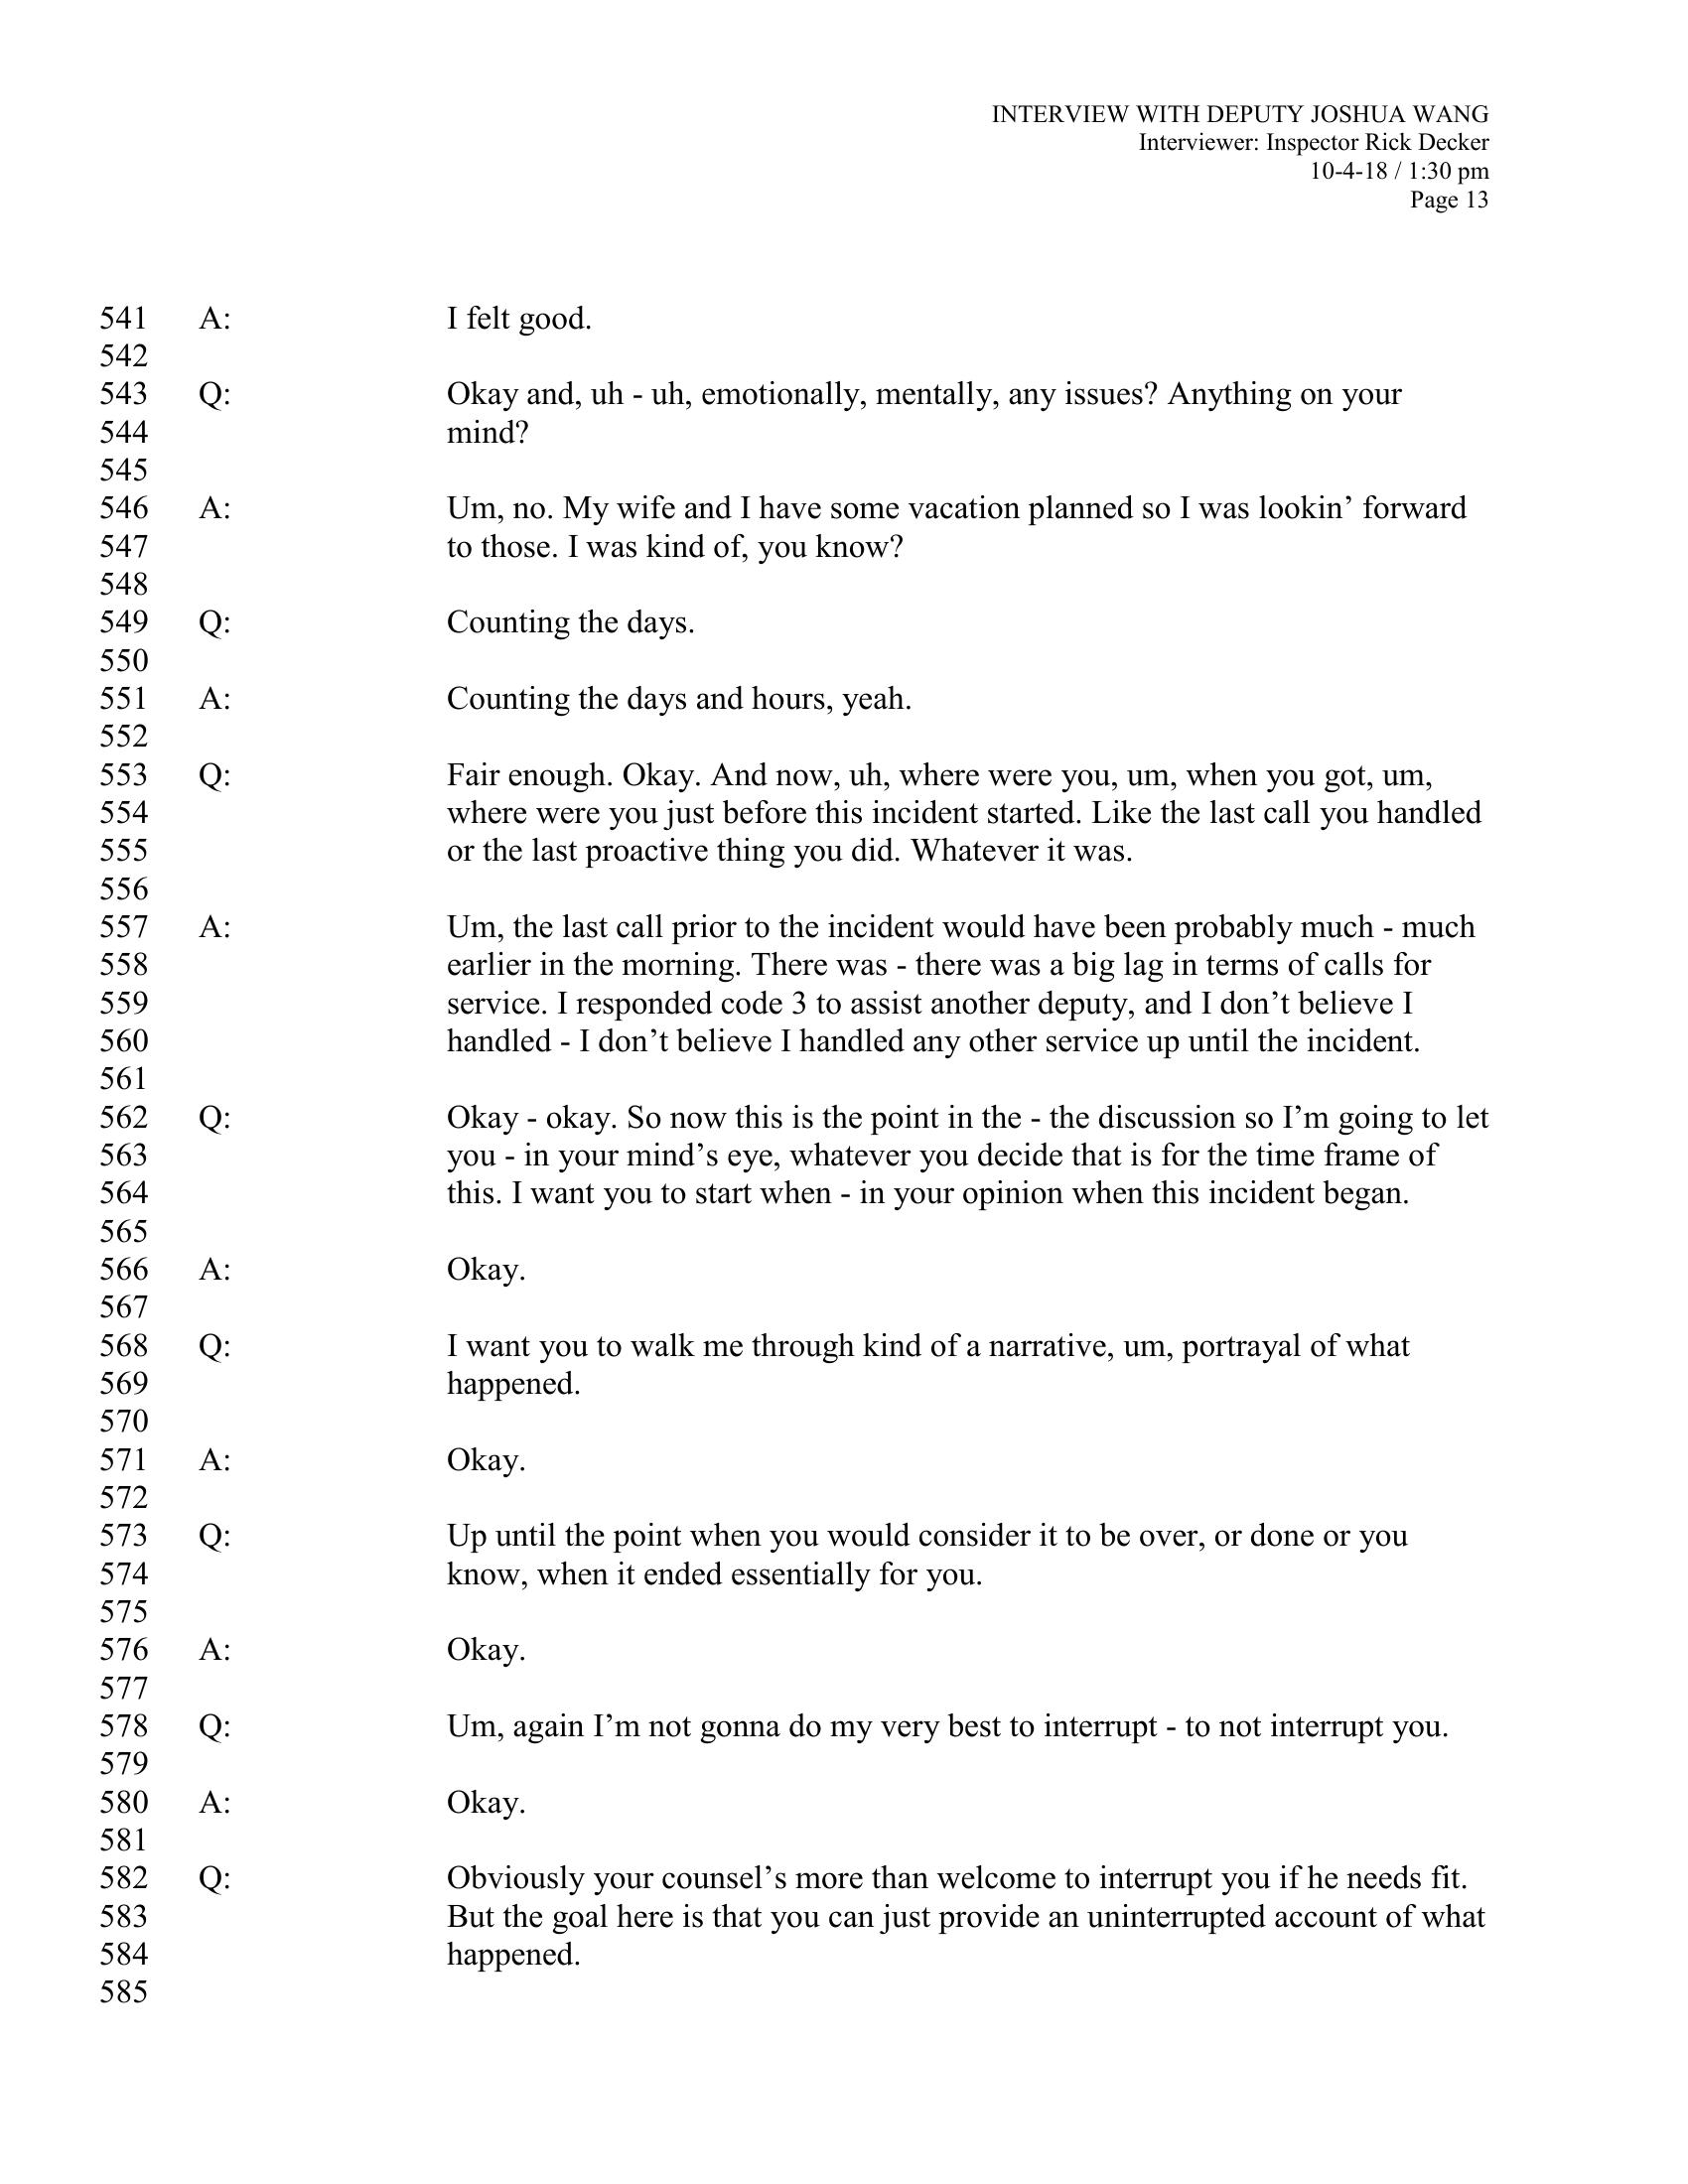 INTERVIEW WITH DEPUTY JOSHUA WANG
Interviewer: Inspector Rick Decker
10-4-18 / 1:30 pm
Page 13
541 A: I felt good.
542
543 Q: Okay and, uh - uh, emotionally, mentally, any issues? Anything on your
544 mind?
545
546 A: Um, no. My wife and I have some vacation planned so I was lookin’ forward
547 to those. I was kind of, you know?
548
549 Q: Counting the days.
550
551 A: Counting the days and hours, yeah.
552
553 Q: Fair enough. Okay. And now, uh, where were you, um, when you got, um,
554 where were you just before this incident started. Like the last call you handled
555 or the last proactive thing you did. Whatever it was.
556
557 A: Um, the last call prior to the incident would have been probably much - much
558 earlier in the morning. There was - there was a big lag in terms of calls for
559 service. I responded code 3 to assist another deputy, and I don’t believe I
560 handled - I don’t believe I handled any other service up until the incident.
561
562 Q: Okay - okay. So now this is the point in the - the discussion so I’m going to let
563 you - in your mind’s eye, whatever you decide that is for the time frame of
564 this. I want you to start when - in your opinion when this incident began.
565
566 A: Okay.
567
568 Q: I want you to walk me through kind of a narrative, um, portrayal of what
569 happened.
570
571 A: Okay.
572
573 Q: Up until the point when you would consider it to be over, or done or you
574 know, when it ended essentially for you.
575
576 A: Okay.
577
578 Q: Um, again I’m not gonna do my very best to interrupt - to not interrupt you.
579
580 A: Okay.
581
582 Q: Obviously your counsel’s more than welcome to interrupt you if he needs fit.
583 But the goal here is that you can just provide an uninterrupted account of what
584 happened.
585